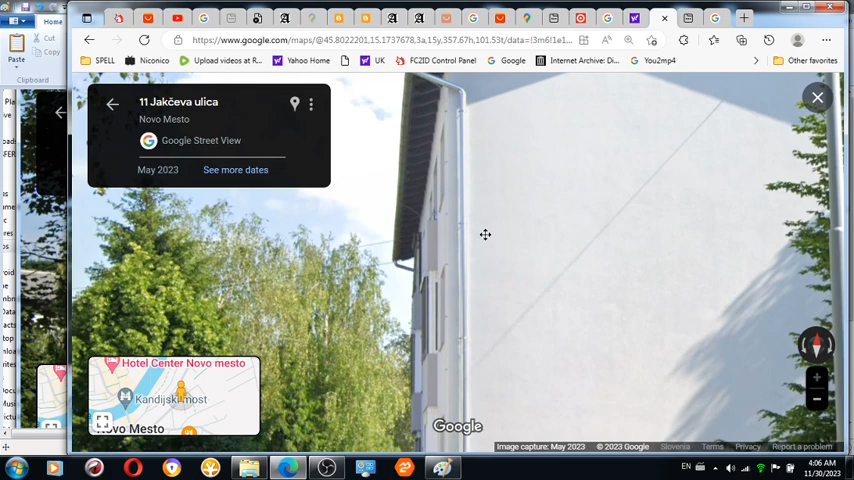 Home
Paste
Cut
Copy
Clipboard
https://www.google.com/maps/@45.8022201,15.1737678,3a,15y,357.67h,101.53t/data=!3m6!1e1...
SPELL
Niconico
Upload videos at R...
Yahoo Home
UK
FC2ID Control Panel
Google
Internet Archive: Di...
You2mp4
Other favorites
11 Jakčeva ulica
Novo Mesto
Google Street View
May 2023
See more dates
Hotel Center Novo mesto
Kandijski most
Novo Mesto
Google
Image capture: May 2023
© 2023 Google
Slovenia
Terms
Privacy
Report a problem
EN
4:06 AM
11/30/2023